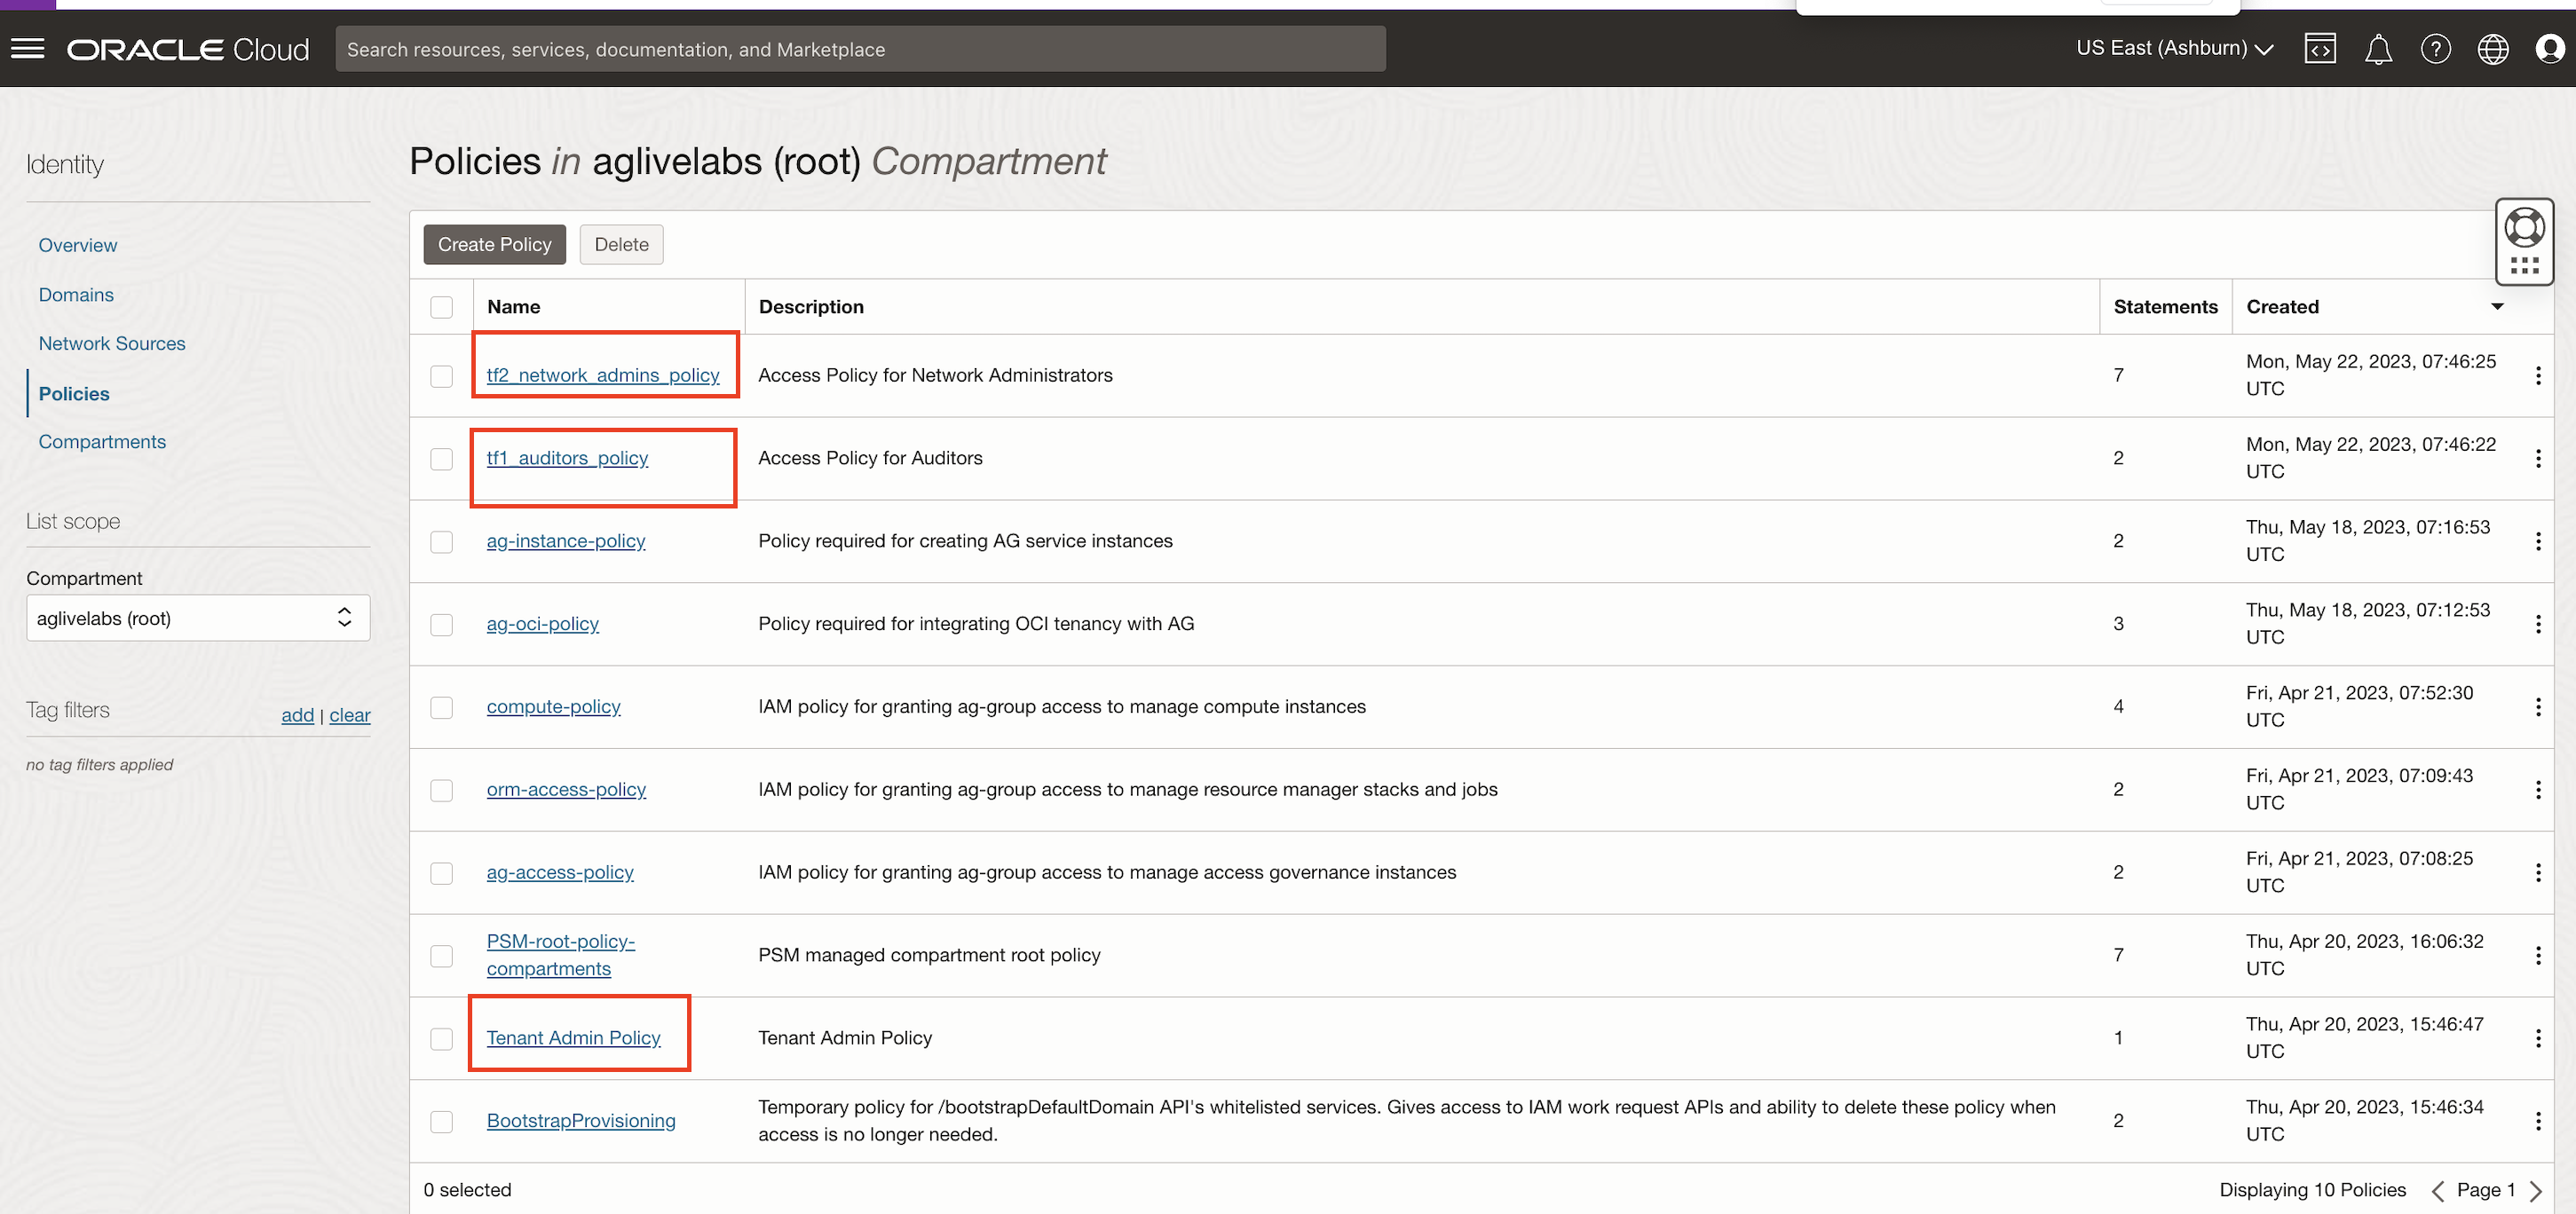 ORACLE Cloud
Search resources, services, documentation, and Marketplace
US East (Ashburn)
Identity
Overview
Domains
Network Sources
Policies
Compartments
List scope
Compartment
aglivelabs (root)
Tag filters
add | clear
no tag filters applied
Policies in aglivelabs (root) Compartment
Create Policy Delete
Name Description Statements Created
tf2_network_admins_policy Access Policy for Network Administrators 7 Mon, May 22, 2023, 07:46:25
UTC
tf1_auditors_policy Access Policy for Auditors 2 Mon, May 22, 2023, 07:46:22
UTC
ag-instance-policy Policy required for creating AG service instances 2 Thu, May 18, 2023, 07:16:53
UTC
ag-oci-policy Policy required for integrating OCI tenancy with AG 3 Thu, May 18, 2023, 07:12:53
UTC
compute-policy IAM policy for granting ag-group access to manage compute instances 4 Fri, Apr 21, 2023, 07:52:30
UTC
orm-access-policy IAM policy for granting ag-group access to manage resource manager stacks and jobs 2 Fri, Apr 21, 2023, 07:09:43
UTC
ag-access-policy IAM policy for granting ag-group access to manage access governance instances 2 Fri, Apr 21, 2023, 07:08:25
UTC
PSM-root-policy-
compartments PSM managed compartment root policy 7 Thu, Apr 20, 2023, 16:06:32
UTC
Tenant Admin Policy Tenant Admin Policy 1 Thu, Apr 20, 2023, 15:46:47
UTC
BootstrapProvisioning Temporary policy for /bootstrapDefaultDomain API's whitelisted services. Gives access to IAM work request APIs and ability to delete these policy when
access is no longer needed. 2 Thu, Apr 20, 2023, 15:46:34
UTC
0 selected Displaying 10 Policies Page 1